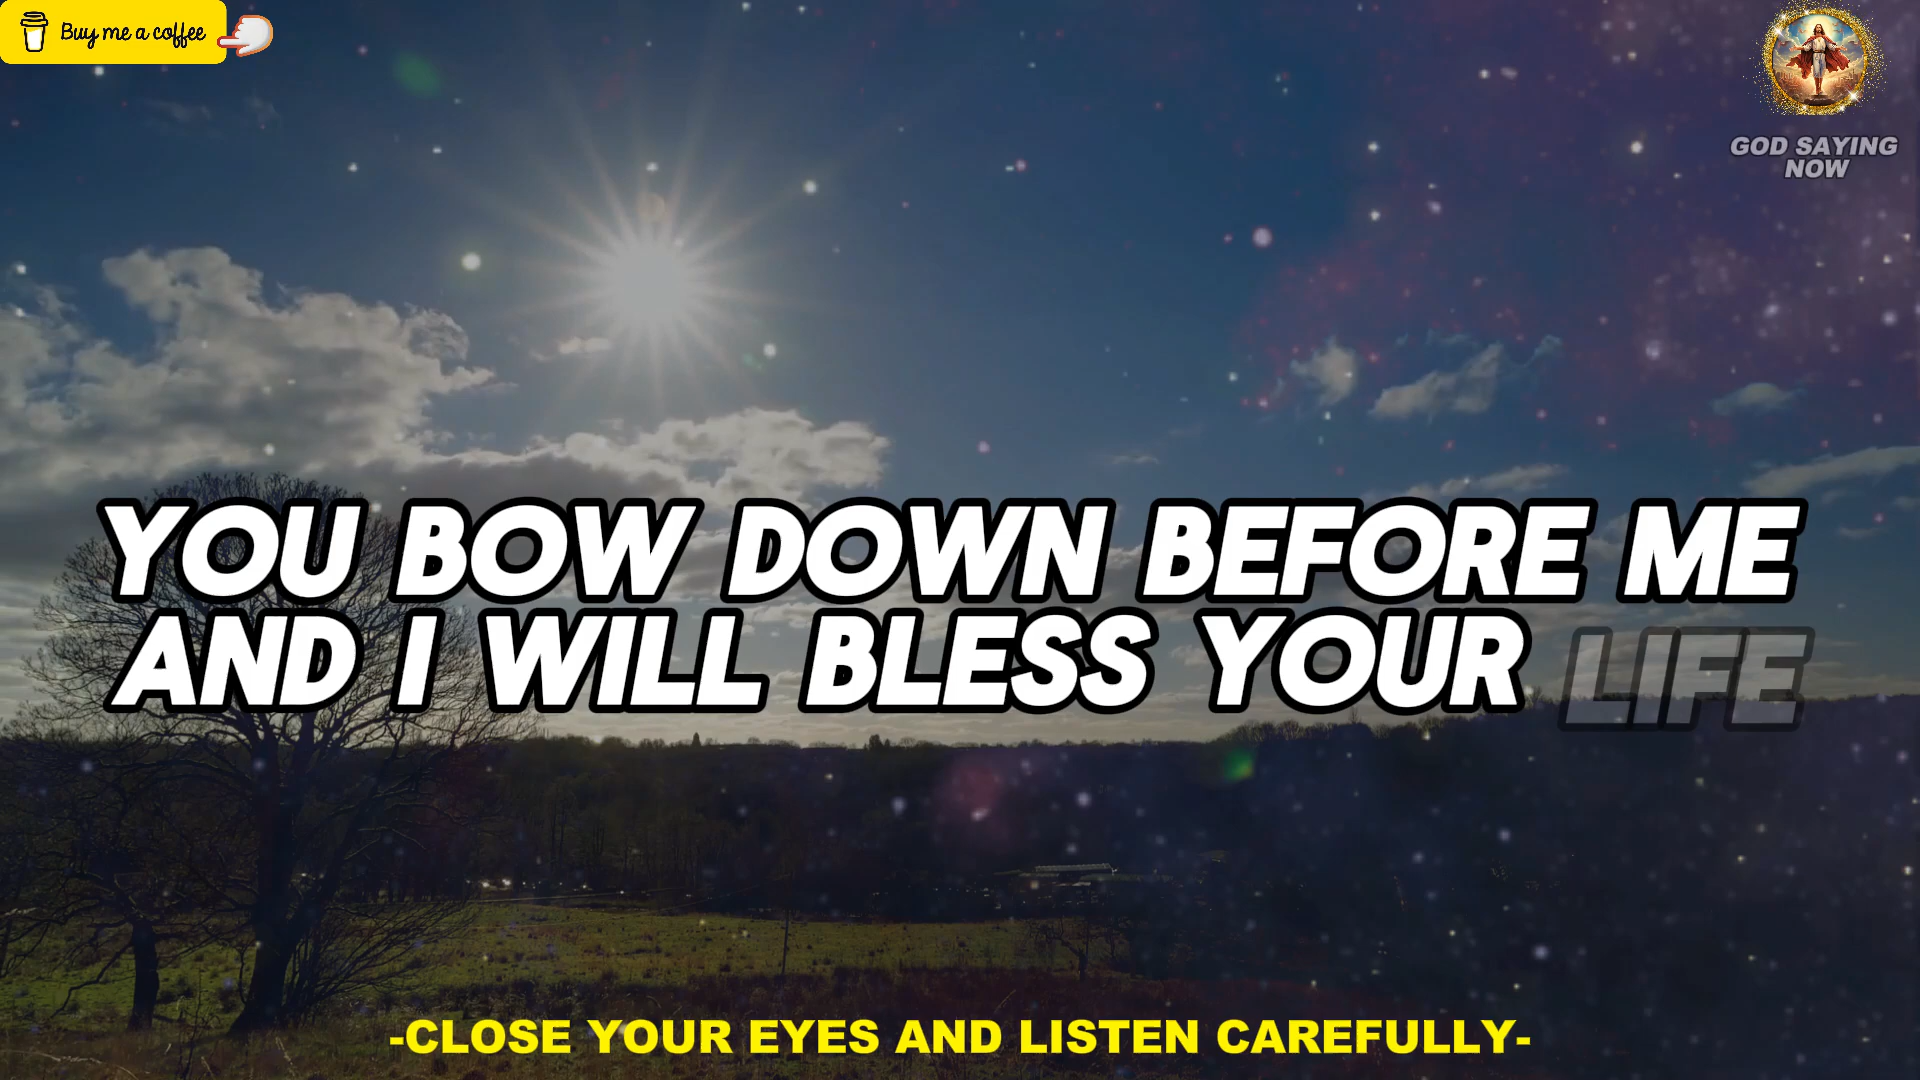 Buy me a coffee
GOD SAYING
NOW
YOU BOW DOWN BEFORE ME
AND I WILL BLESS YOUR LIFE
-CLOSE YOUR EYES AND LISTEN CAREFULLY-